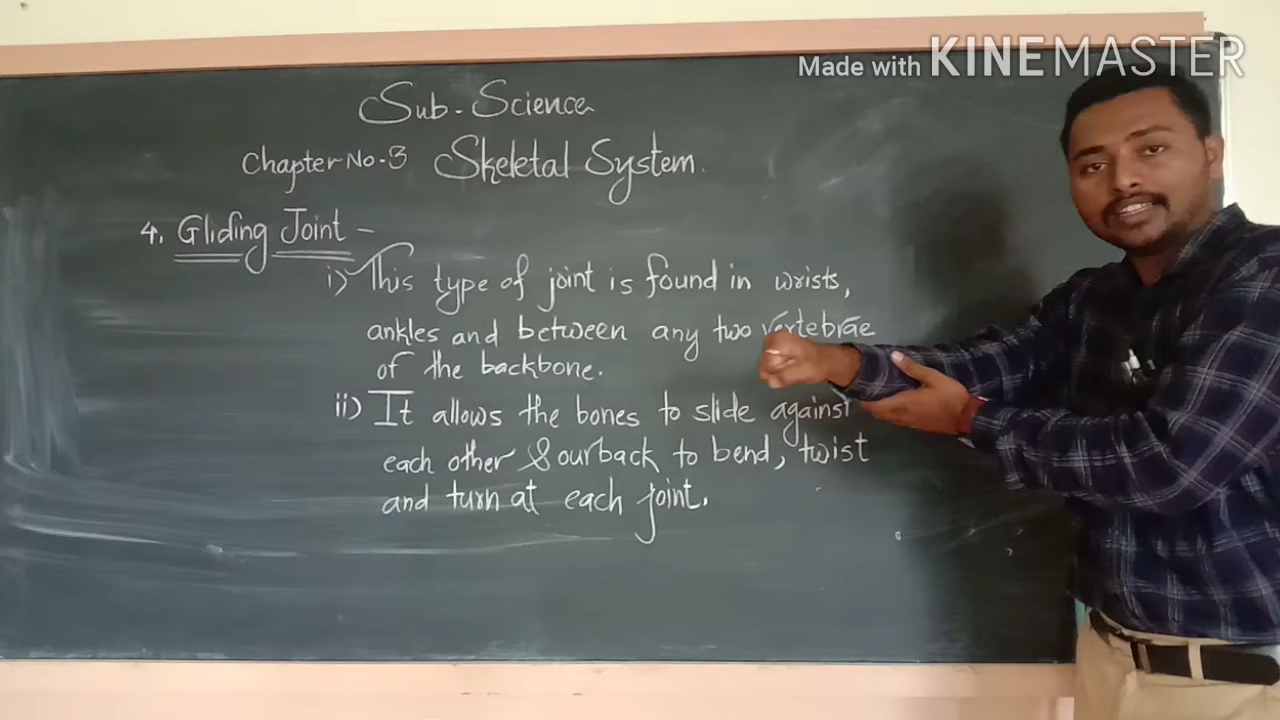 Made with KINEMASTER
Sub - Science
Chapter No. 3 Skeletal System.
4. Gliding Joint -
i) This type of joint is found in wrists,
ankles and between any two vertebrae
of the backbone.
ii) It allows the bones to slide against
each other & our back to bend, twist
and turn at each joint.